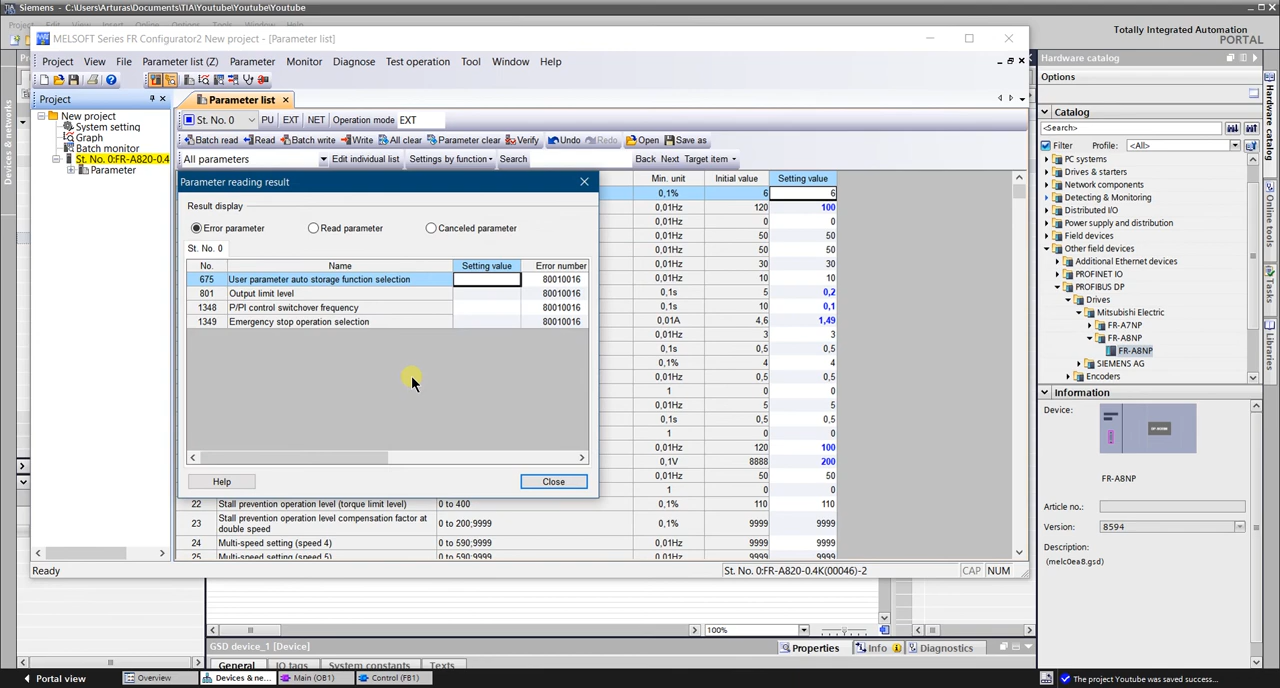 Siemens - C:\Users\Arturas\Documents\TIA\Youtube\Youtube\Youtube
Totally Integrated Automation
PORTAL
MELSOFT Series FR Configurator2 New project - [Parameter list]
Project View File Parameter list (Z) Parameter Monitor Diagnose Test operation Tool Window Help
Project
New project
System setting
Graph
Batch monitor
St. No. 0:FR-A820-0.4
Parameter
Parameter list
St. No. 0 PU EXT NET Operation mode EXT
Batch read Read Batch write Write All clear Parameter clear Verify Undo Redo Open Save as
All parameters Edit individual list Settings by function Search Back Next Target item
Min. unit Initial value Setting value
0,1% 6 6
0,01Hz 120 100
0,01Hz 0 0
0,01Hz 50 50
0,01Hz 50 50
0,01Hz 30 30
0,01Hz 10 10
0,1s 5 0,2
0,1s 10 0,1
0,01A 4,6 1,49
0,01Hz 3 3
0,1s 0,5 0,5
0,1% 4 4
0,01Hz 0,5 0,5
1 0 0
0,01Hz 5 5
0,1s 0,5 0,5
1 0 0
0,01Hz 120 100
0,1V 8888 200
0,01Hz 50 50
1 0 0
22 Stall prevention operation level (torque limit level) 0 to 400 0,1% 110 110
23 Stall prevention operation level compensation factor at double speed 0 to 200;9999 0,1% 9999 9999
24 Multi-speed setting (speed 4) 0 to 590;9999 0,01Hz 9999 9999
25 Multi-speed setting (speed 5) 0 to 590;9999 0,01Hz 9999 9999
Parameter reading result
Result display
Error parameter Read parameter Canceled parameter
St. No. 0
No. Name Setting value Error number
675 User parameter auto storage function selection 80010016
801 Output limit level 80010016
1348 P/PI control switchover frequency 80010016
1349 Emergency stop operation selection 80010016
Help Close
Ready St. No. 0:FR-A820-0.4K(00046)-2 CAP NUM
Hardware catalog
Options
Catalog
<Search>
Filter Profile: <All>
PC systems
Drives & starters
Network components
Detecting & Monitoring
Distributed I/O
Power supply and distribution
Field devices
Other field devices
Additional Ethernet devices
PROFINET IO
PROFIBUS DP
Drives
Mitsubishi Electric
FR-A7NP
FR-A8NP
FR-A8NP
SIEMENS AG
Encoders
Information
Device:
FR-A8NP
Article no.:
Version: 8594
Description:
(melc0ea8.gsd)
Hardware catalog
Online tools
Tasks
Libraries
Devices & networks
100%
GSD device_1 [Device]
Properties Info Diagnostics
General IO tags System constants Texts
Portal view Overview Devices & ne... Main (OB1) Control (FB1) The project Youtube was saved success...